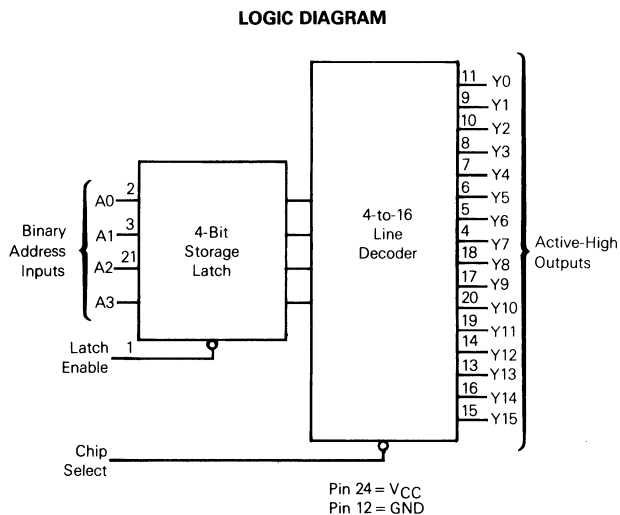 LOGIC DIAGRAM
Binary
Address
Inputs
A0 2
A1 3
A2 21
A3
4-Bit
Storage
Latch
Latch
Enable
1
Chip
Select
4-to-16
Line
Decoder
11 Y0
9 Y1
10 Y2
8 Y3
7 Y4
6 Y5
5 Y6
4 Y7
18 Y8
17 Y9
20 Y10
19 Y11
14 Y12
13 Y13
16 Y14
15 Y15
Active-High
Outputs
Pin 24 = VCC
Pin 12 = GND